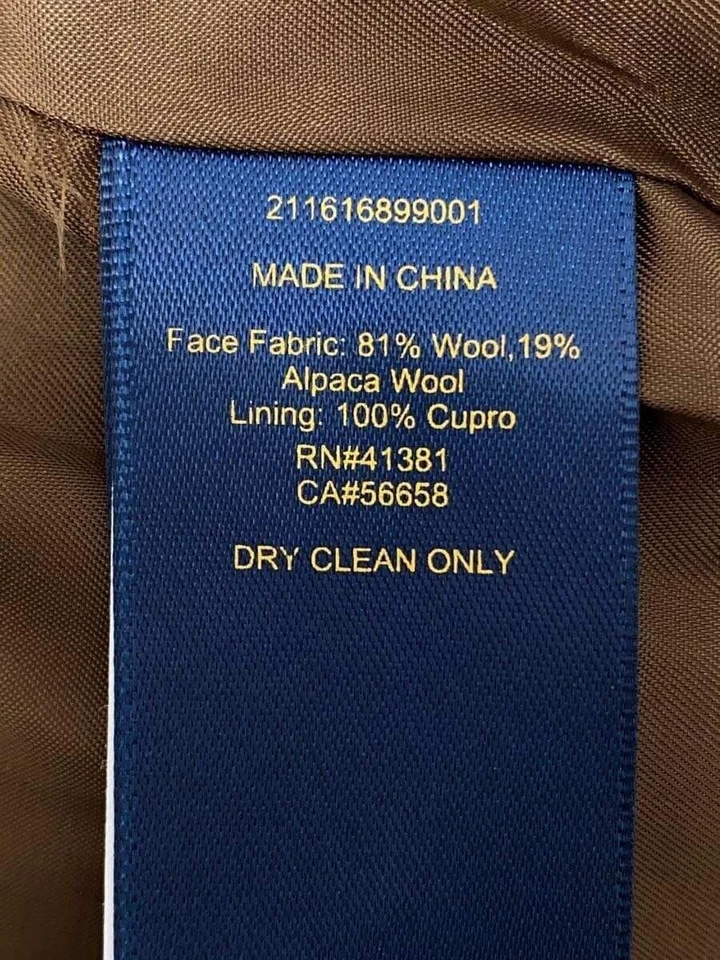 211616899001
MADE IN CHINA
Face Fabric: 81% Wool,19%
Alpaca Wool
Lining: 100% Cupro
RN#41381
CA#56658
DRY CLEAN ONLY